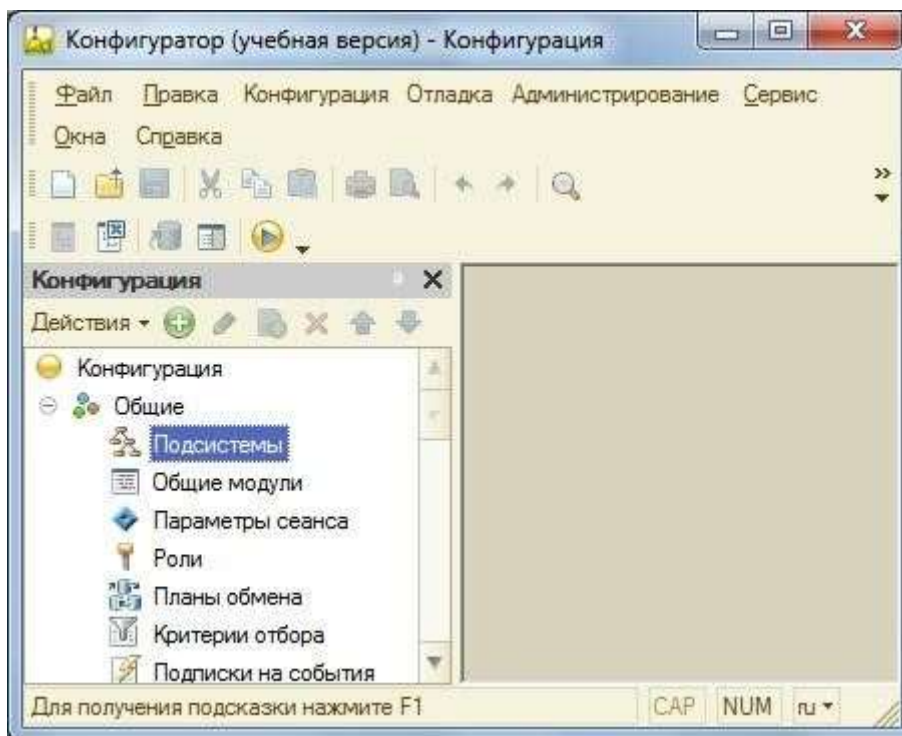 Конфигуратор (учебная версия) - Конфигурация
Файл Правка Конфигурация Отладка Администрирование Сервис
Окна Справка
Конфигурация
Действия
Конфигурация
Общие
Подсистемы
Общие модули
Параметры сеанса
Роли
Планы обмена
Критерии отбора
Подписки на события
Для получения подсказки нажмите F1 CAP NUM ru